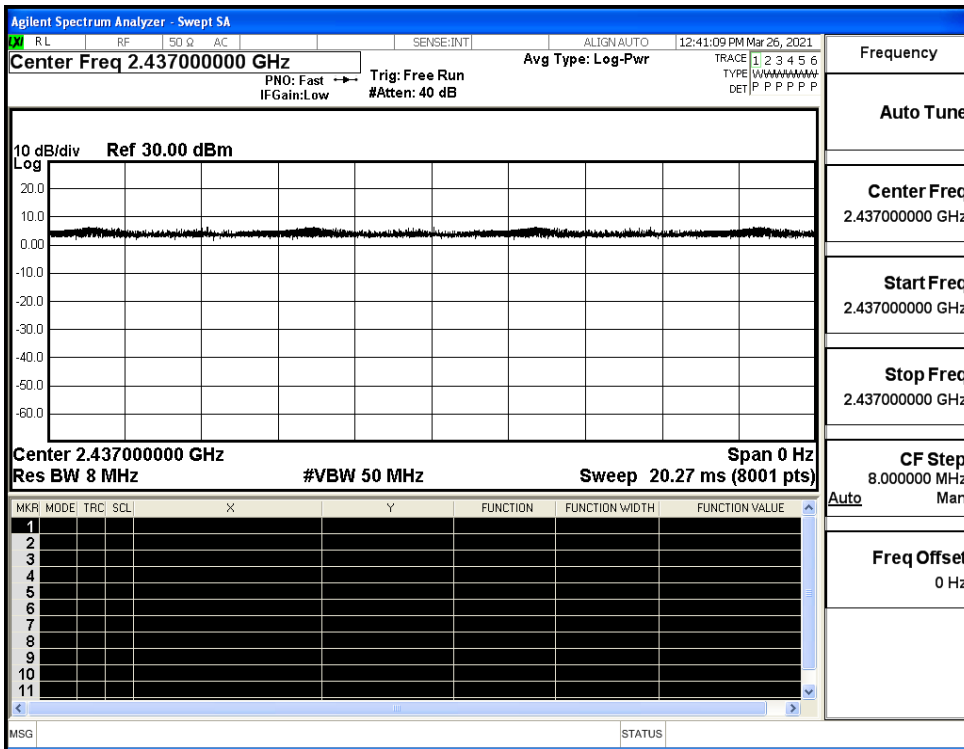 Agilent Spectrum Analyzer - Swept SA
LXI RL RF 50 Ω AC SENSE:INT ALIGN AUTO 12:41:09 PM Mar 26, 2021
Center Freq 2.437000000 GHz
PNO: Fast
IFGain:Low
Trig: Free Run
#Atten: 40 dB
Avg Type: Log-Pwr
TRACE 1 2 3 4 5 6
TYPE WWWWWW
DET P P P P P P
10 dB/div Ref 30.00 dBm
Log
20.0
10.0
0.00
-10.0
-20.0
-30.0
-40.0
-50.0
-60.0
Center 2.437000000 GHz Span 0 Hz
Res BW 8 MHz #VBW 50 MHz Sweep 20.27 ms (8001 pts)
MKR MODE TRC SCL X Y FUNCTION FUNCTION WIDTH FUNCTION VALUE
1
2
3
4
5
6
7
8
9
10
11
MSG STATUS
Frequency
Auto Tune
Center Freq
2.437000000 GHz
Start Freq
2.437000000 GHz
Stop Freq
2.437000000 GHz
CF Step
8.000000 MHz
Auto Man
Freq Offset
0 Hz